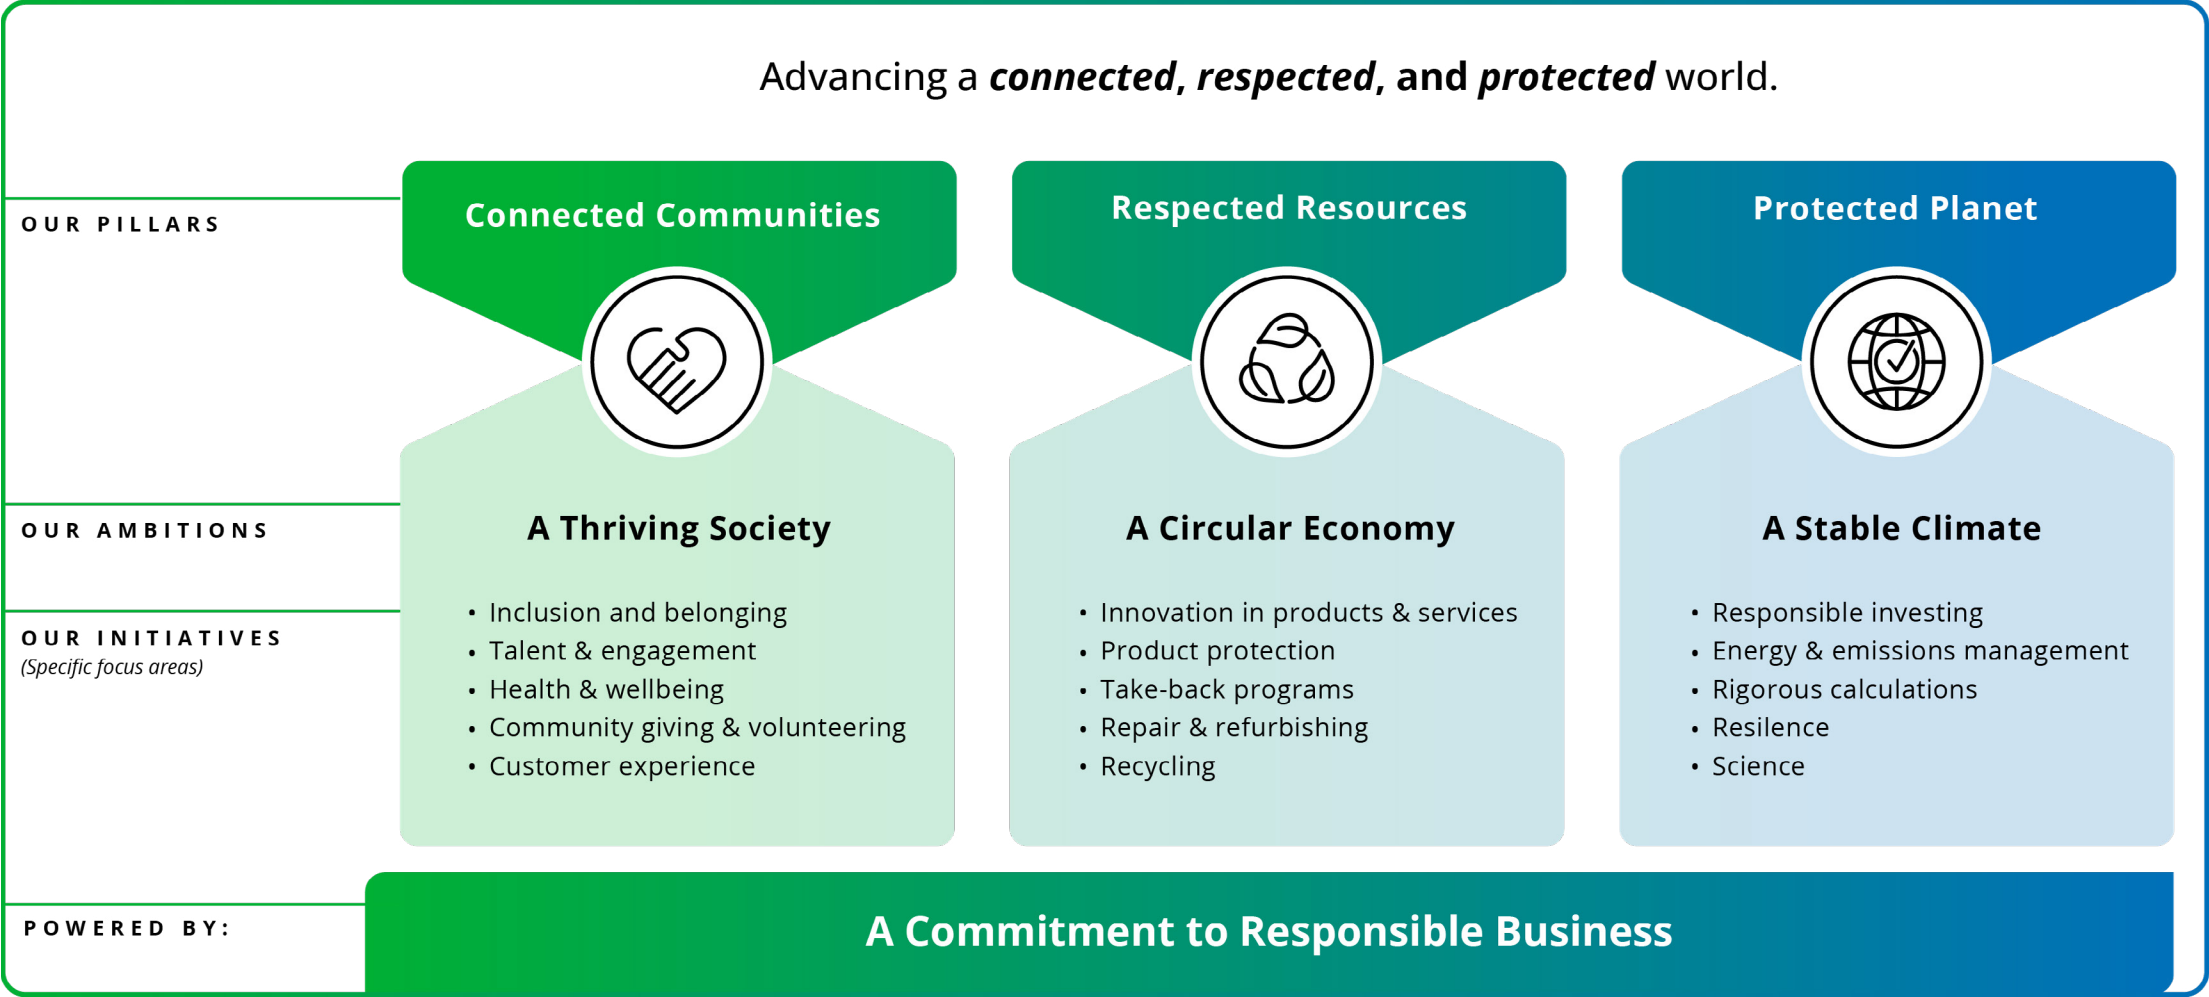 Advancing a connected, respected, and protected world.
OUR PILLARS
Connected Communities
Respected Resources
Protected Planet
OUR AMBITIONS
A Thriving Society
A Circular Economy
A Stable Climate
OUR INITIATIVES
(Specific focus areas)
• Inclusion and belonging
• Talent & engagement
• Health & wellbeing
• Community giving & volunteering
• Customer experience
• Innovation in products & services
• Product protection
• Take-back programs
• Repair & refurbishing
• Recycling
• Responsible investing
• Energy & emissions management
• Rigorous calculations
• Resilence
• Science
POWERED BY:
A Commitment to Responsible Business